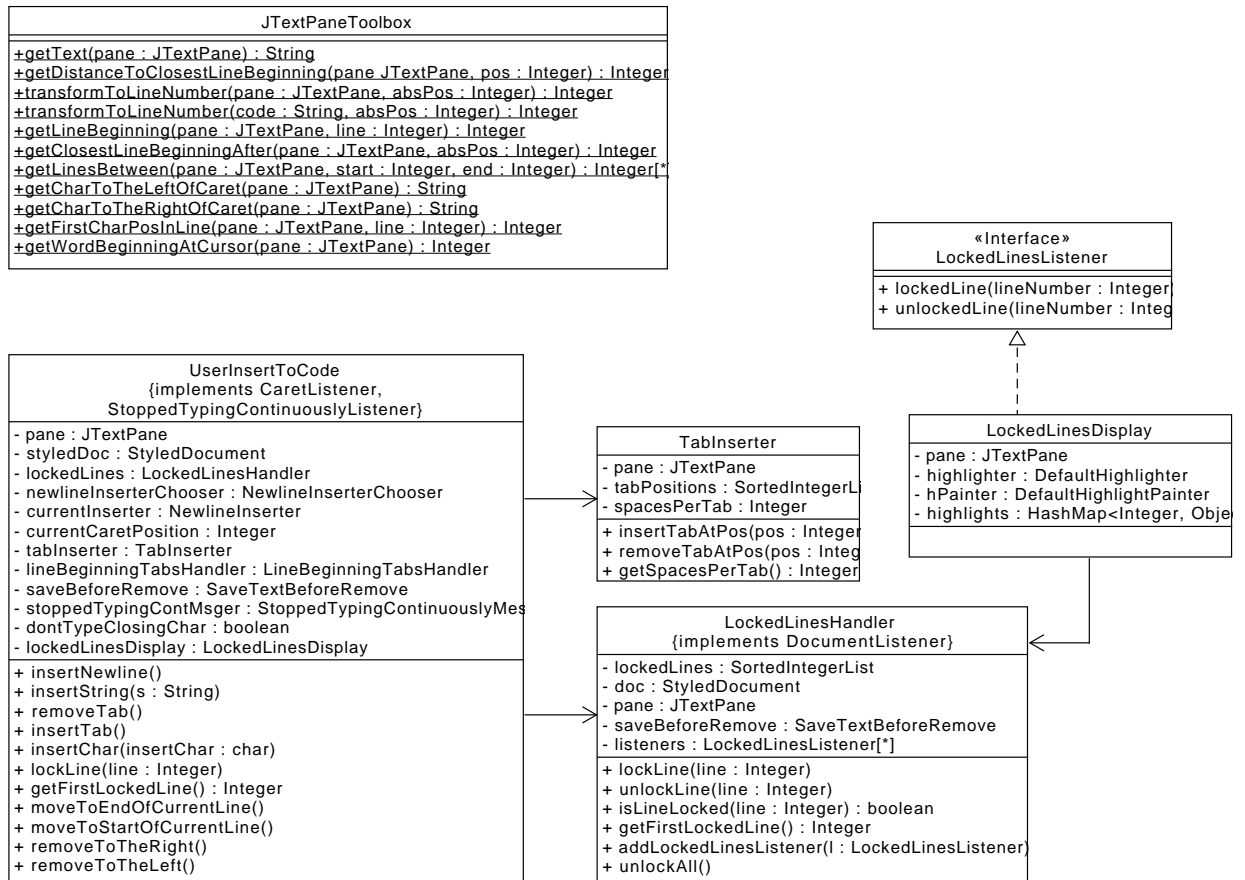 JTextPaneToolbox
+getText(pane : JTextPane) : String
+getDistanceToClosestLineBeginning(pane JTextPane, pos : Integer) : Integer
+transformToLineNumber(pane : JTextPane, absPos : Integer) : Integer
+transformToLineNumber(code : String, absPos : Integer) : Integer
+getLineBeginning(pane : JTextPane, line : Integer) : Integer
+getClosestLineBeginningAfter(pane : JTextPane, absPos : Integer) : Integer
+getLinesBetween(pane : JTextPane, start : Integer, end : Integer) : Integer[*]
+getCharToTheLeftOfCaret(pane : JTextPane) : String
+getCharToTheRightOfCaret(pane : JTextPane) : String
+getFirstCharPosInLine(pane : JTextPane, line : Integer) : Integer
+getWordBeginningAtCursor(pane : JTextPane) : Integer
«Interface»
LockedLinesListener
+ lockedLine(lineNumber : Integer)
+ unlockedLine(lineNumber : Integ
UserInsertToCode
{implements CaretListener,
StoppedTypingContinuouslyListener}
- pane : JTextPane
- styledDoc : StyledDocument
- lockedLines : LockedLinesHandler
- newlineInserterChooser : NewlineInserterChooser
- currentInserter : NewlineInserter
- currentCaretPosition : Integer
- tabInserter : TabInserter
- lineBeginningTabsHandler : LineBeginningTabsHandler
- saveBeforeRemove : SaveTextBeforeRemove
- stoppedTypingContMsger : StoppedTypingContinuouslyMes
- dontTypeClosingChar : boolean
- lockedLinesDisplay : LockedLinesDisplay
+ insertNewline()
+ insertString(s : String)
+ removeTab()
+ insertTab()
+ insertChar(insertChar : char)
+ lockLine(line : Integer)
+ getFirstLockedLine() : Integer
+ moveToEndOfCurrentLine()
+ moveToStartOfCurrentLine()
+ removeToTheRight()
+ removeToTheLeft()
TabInserter
- pane : JTextPane
- tabPositions : SortedIntegerLi
- spacesPerTab : Integer
+ insertTabAtPos(pos : Integer
+ removeTabAtPos(pos : Integ
+ getSpacesPerTab() : Integer
LockedLinesDisplay
- pane : JTextPane
- highlighter : DefaultHighlighter
- hPainter : DefaultHighlightPainter
- highlights : HashMap<Integer, Obje
LockedLinesHandler
{implements DocumentListener}
- lockedLines : SortedIntegerList
- doc : StyledDocument
- pane : JTextPane
- saveBeforeRemove : SaveTextBeforeRemove
- listeners : LockedLinesListener[*]
+ lockLine(line : Integer)
+ unlockLine(line : Integer)
+ isLineLocked(line : Integer) : boolean
+ getFirstLockedLine() : Integer
+ addLockedLinesListener(l : LockedLinesListener)
+ unlockAll()